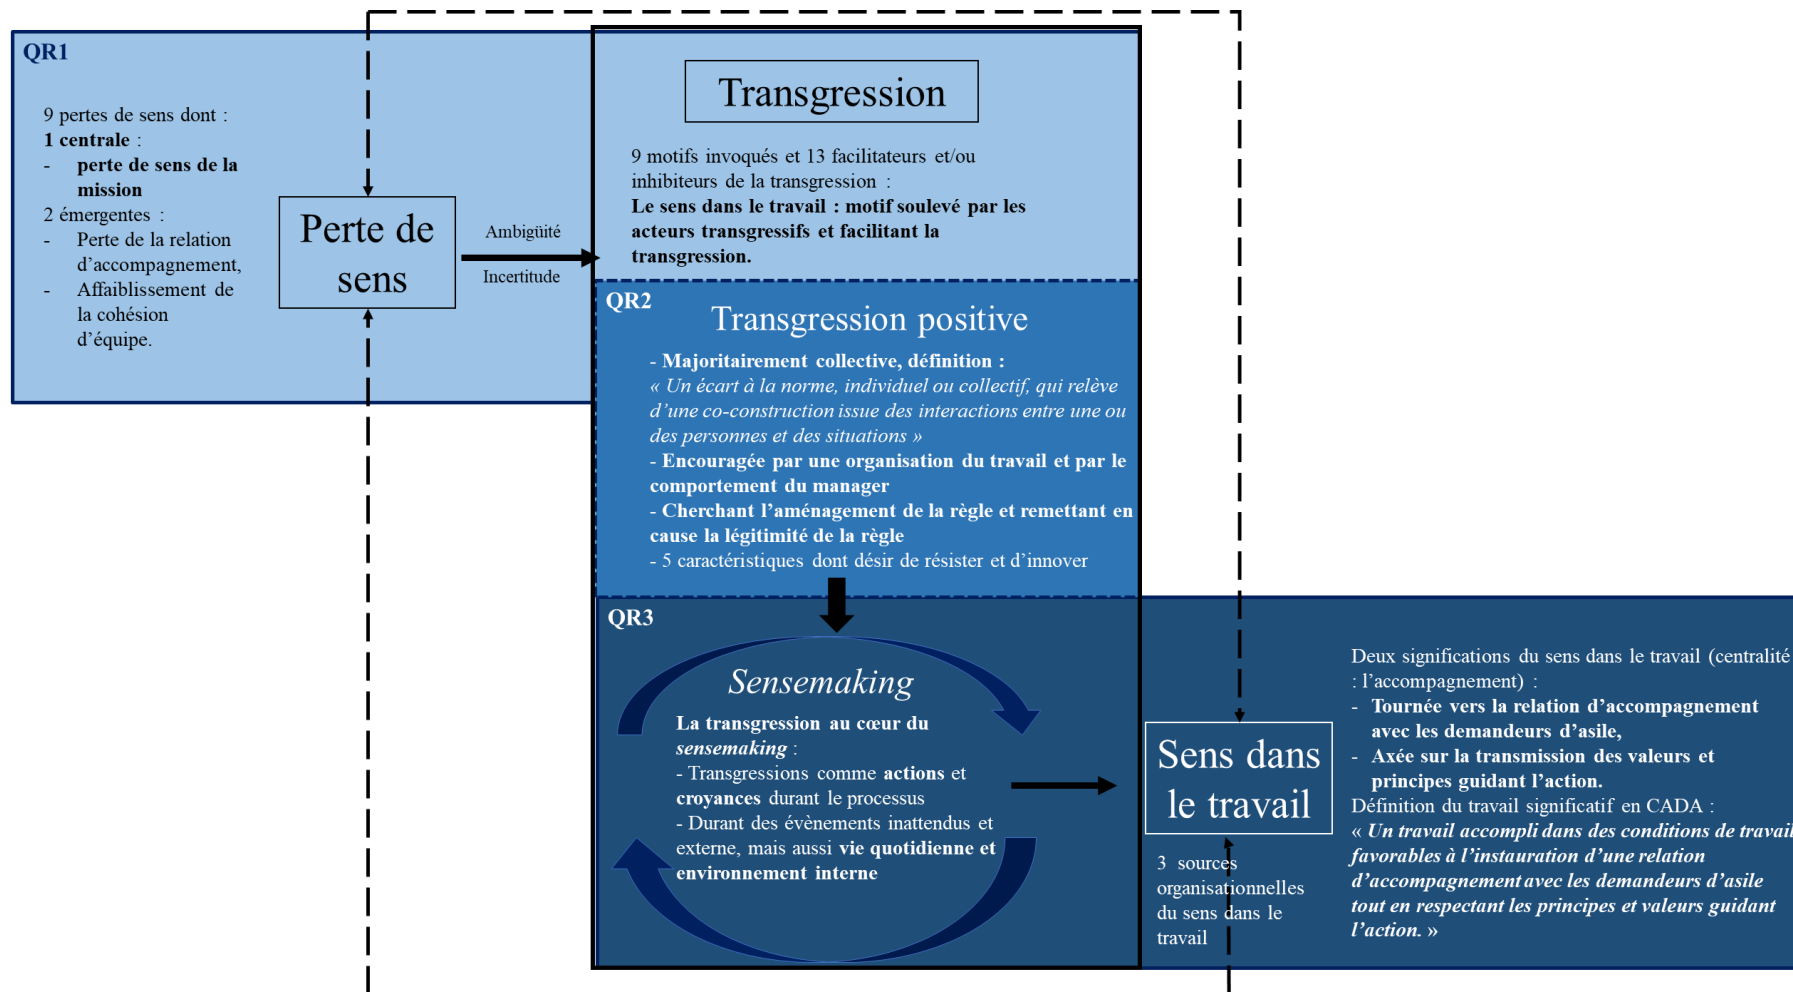 QR1
9 pertes de sens dont :
1 centrale :
- perte de sens de la
mission
2 émergentes :
- Perte de la relation
d’accompagnement,
- Affaiblissement de
la cohésion
d’équipe.
Perte de
sens
Ambigüité
Incertitude
Transgression
9 motifs invoqués et 13 facilitateurs et/ou
inhibiteurs de la transgression :
Le sens dans le travail : motif soulevé par les
acteurs transgressifs et facilitant la
transgression.
QR2
Transgression positive
- Majoritairement collective, définition :
« Un écart à la norme, individuel ou collectif, qui relève
d’une co-construction issue des interactions entre une ou
des personnes et des situations »
- Encouragée par une organisation du travail et par le
comportement du manager
- Cherchant l’aménagement de la règle et remettant en
cause la légitimité de la règle
- 5 caractéristiques dont désir de résister et d’innover
QR3
Sensemaking
La transgression au cœur du
sensemaking :
- Transgressions comme actions et
croyances durant le processus
- Durant des évènements inattendus et
externe, mais aussi vie quotidienne et
environnement interne
Sens dans
le travail
3 sources
organisationnelles
du sens dans le
travail
Deux significations du sens dans le travail (centralité
: l’accompagnement) :
- Tournée vers la relation d’accompagnement
avec les demandeurs d’asile,
- Axée sur la transmission des valeurs et
principes guidant l’action.
Définition du travail significatif en CADA :
« Un travail accompli dans des conditions de travail
favorables à l’instauration d’une relation
d’accompagnement avec les demandeurs d’asile
tout en respectant les principes et valeurs guidant
l’action. »